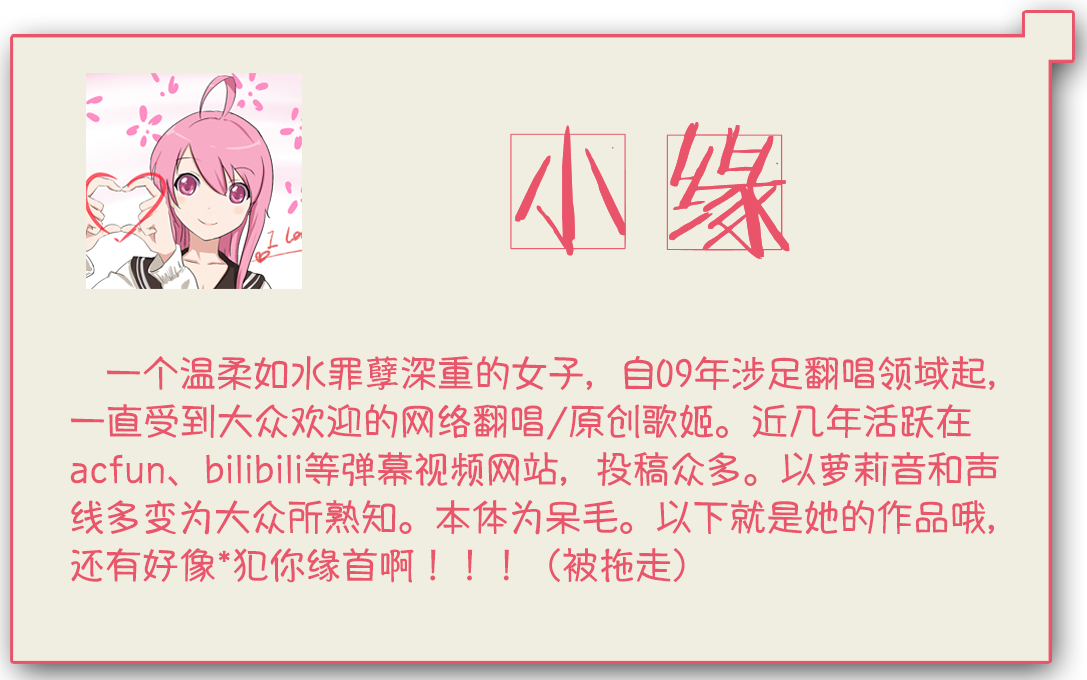 小缘
I Lo
一个温柔如水罪孽深重的女子，自09年涉足翻唱领域起，
一直受到大众欢迎的网络翻唱/原创歌姬。近几年活跃在
acfun、bilibili等弹幕视频网站，投稿众多。以萝莉音和声
线多变为大众所熟知。本体为呆毛。以下就是她的作品哦，
还有好像*犯你缘首啊！！！（被拖走）